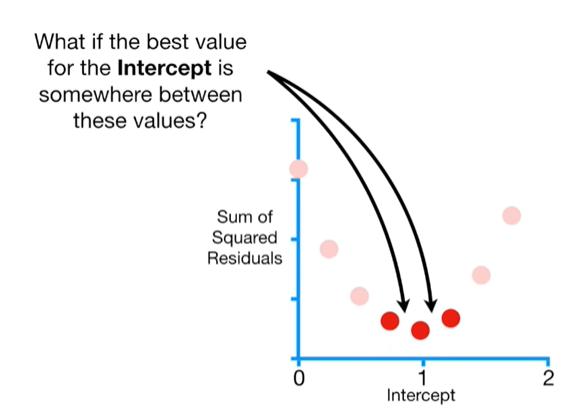 What if the best value
for the Intercept is
somewhere between
these values?
Sum of
Squared
Residuals
0
1
2
Intercept